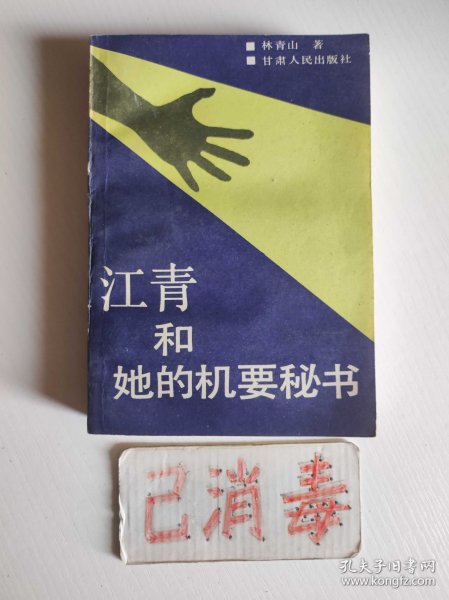 ■ 林青山 著
■ 甘肃人民出版社
江青
和
她的机要秘书
已消毒
孔夫子旧书网
www.kongfz.com